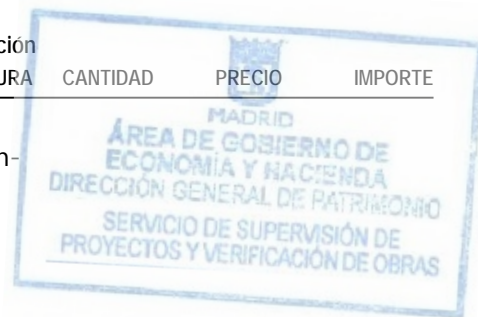 ción
URA CANTIDAD PRECIO IMPORTE
n-
MADRID
ÁREA DE GOBIERNO DE
ECONOMÍA Y HACIENDA
DIRECCIÓN GENERAL DE PATRIMONIO
SERVICIO DE SUPERVISIÓN DE
PROYECTOS Y VERIFICACIÓN DE OBRAS